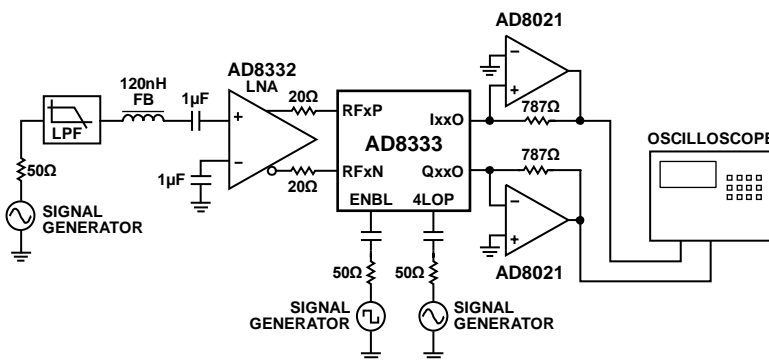 AD8021
120nH
FB
AD8332
LNA
1µF
20Ω
LPF
RFxP
IxxO
787Ω
AD8333
OSCILLOSCOPE
50Ω
787Ω
RFxN
QxxO
1µF
20Ω
ENBL
4LOP
SIGNAL
GENERATOR
AD8021
50Ω
50Ω
SIGNAL
GENERATOR
SIGNAL
GENERATOR